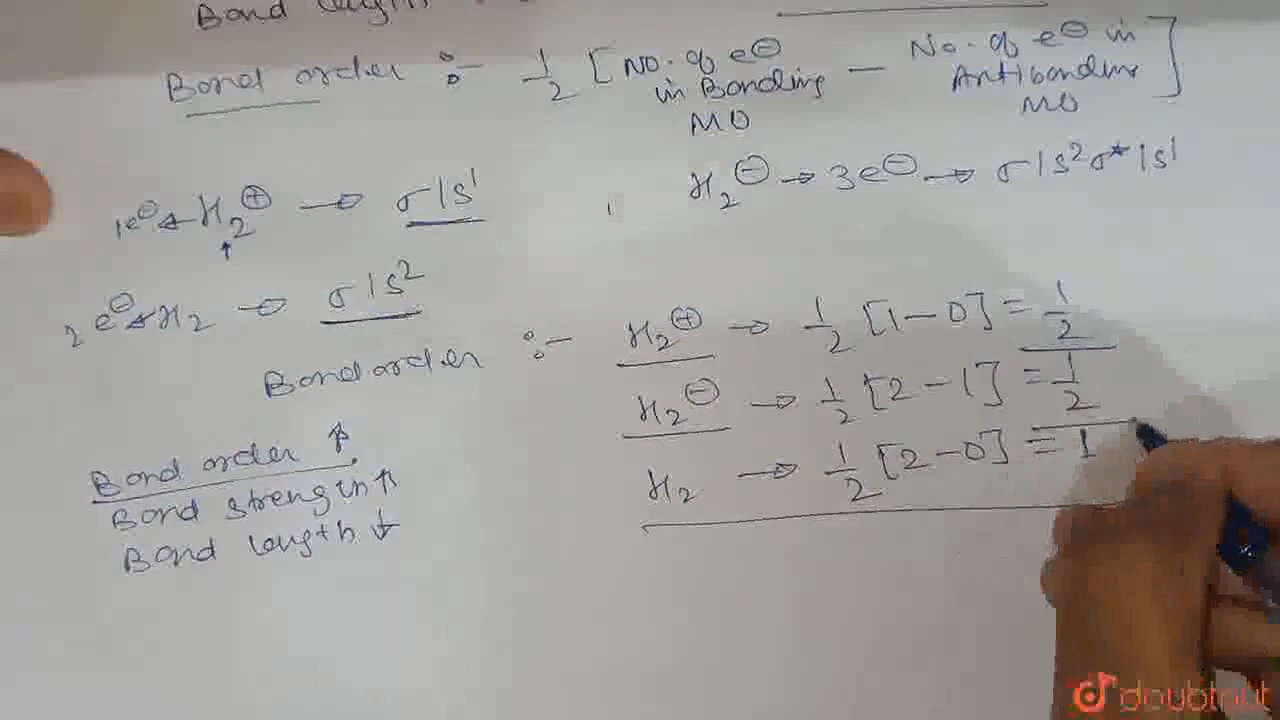 Bond length
Bond order :- 1/2 [No. of e⊖ in Bonding MO — No. of e⊖ in Antibonding MO]
H2⊖ → 3e⊖ → σ1s² σ*1s¹
1e⊖ ← H2⊕ → σ1s¹
2e⊖ ← H2 → σ1s²
Bond order :- H2⊕ → 1/2 [1-0] = 1/2
H2⊖ → 1/2 [2-1] = 1/2
H2 → 1/2 [2-0] = 1
Bond order ↑
Bond strength ↑
Bond length ↓
doubtnut